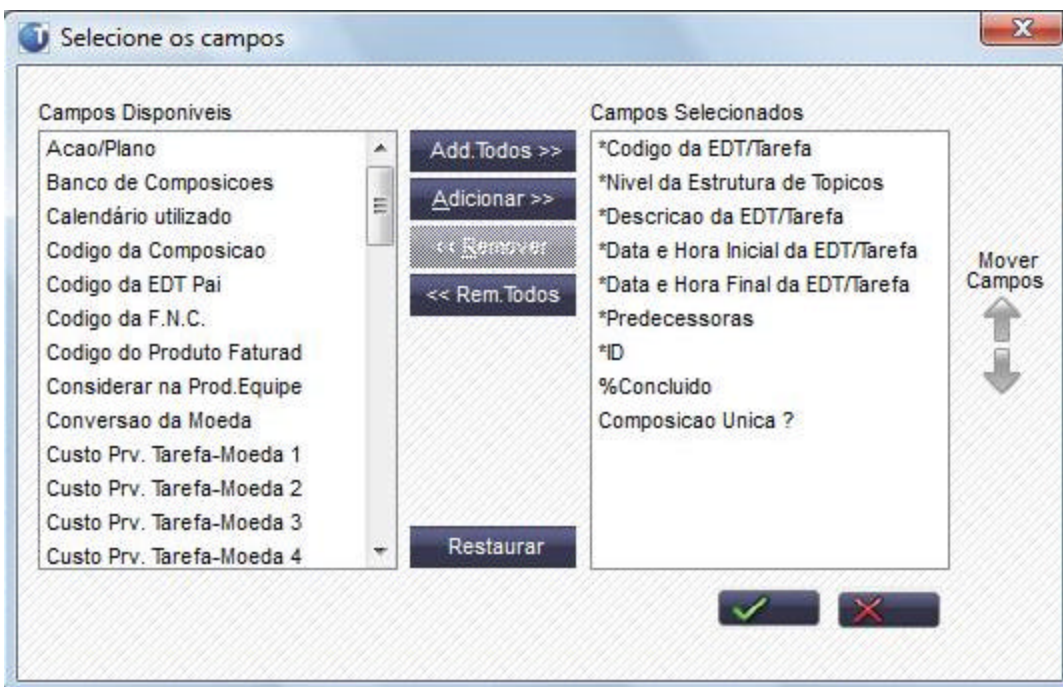 Selecione os campos
Campos Disponiveis
Acao/Plano
Banco de Composicoes
Calendário utilizado
Codigo da Composicao
Codigo da EDT Pai
Codigo da F.N.C.
Codigo do Produto Faturad
Considerar na Prod.Equipe
Conversao da Moeda
Custo Prv. Tarefa-Moeda 1
Custo Prv. Tarefa-Moeda 2
Custo Prv. Tarefa-Moeda 3
Custo Prv. Tarefa-Moeda 4
Add.Todos >>
Adicionar >>
<< Remover
<< Rem.Todos
Restaurar
Campos Selecionados
*Codigo da EDT/Tarefa
*Nivel da Estrutura de Topicos
*Descricao da EDT/Tarefa
*Data e Hora Inicial da EDT/Tarefa
*Data e Hora Final da EDT/Tarefa
*Predecessoras
*ID
%Concluido
Composicao Unica ?
Mover
Campos